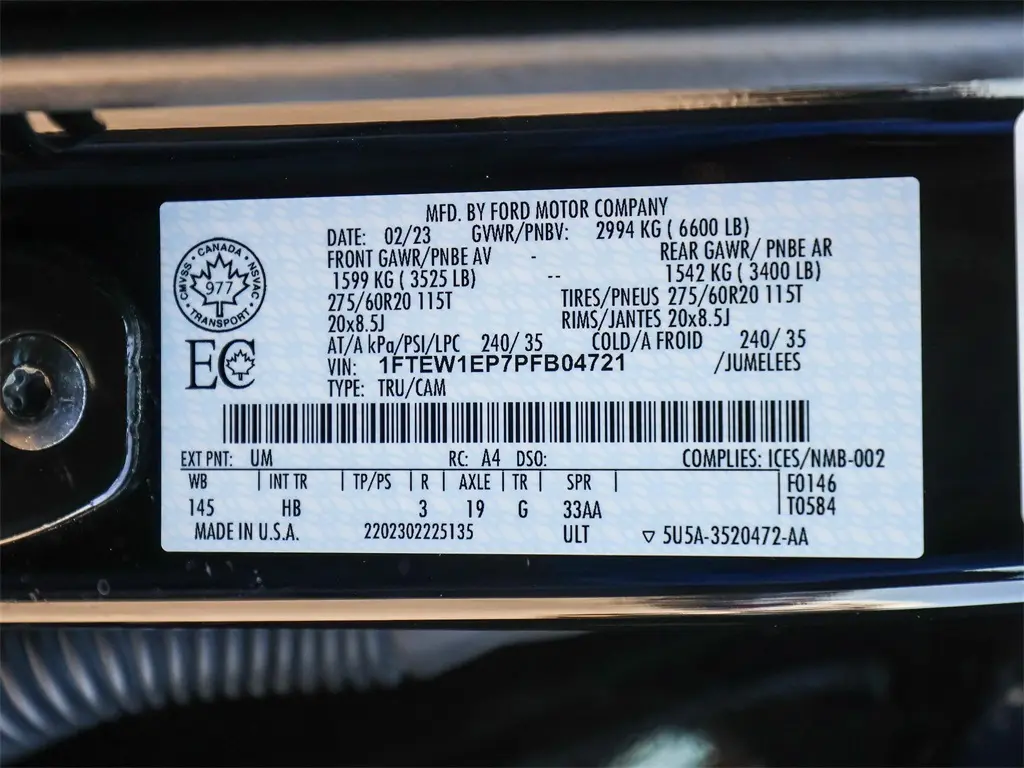 MFD. BY FORD MOTOR COMPANY
DATE: 02/23 GVWR/PNBV: 2994 KG ( 6600 LB)
FRONT GAWR/PNBE AV - REAR GAWR/ PNBE AR
1599 KG ( 3525 LB) -- 1542 KG ( 3400 LB)
275/60R20 115T TIRES/PNEUS 275/60R20 115T
20x8.5J RIMS/JANTES 20x8.5J
AT/A kPa/PSI/LPC 240/ 35 COLD/A FROID 240/ 35
VIN: 1FTEW1EP7PFB04721 /JUMELEES
TYPE: TRU/CAM
CMVSS · CANADA · NSVAC
977
· TRANSPORT ·
EC
EXT PNT: UM RC: A4 DSO: COMPLIES: ICES/NMB-002
WB | INT TR | TP/PS | R | AXLE | TR | SPR | F0146
145 HB 3 19 G 33AA T0584
MADE IN U.S.A. 2202302225135 ULT ▽ 5U5A-3520472-AA